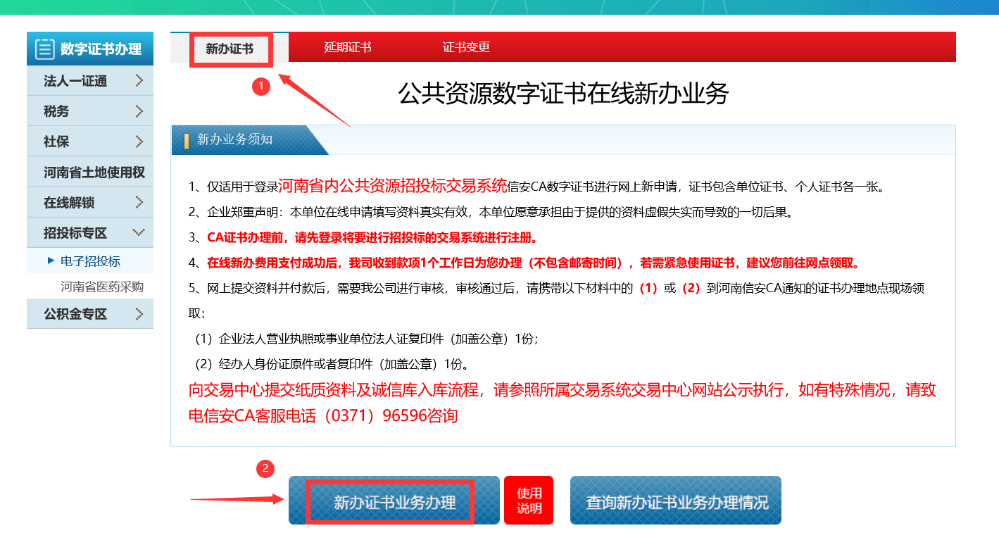 数字证书办理
法人一证通
税务
社保
河南省土地使用权
在线解锁
招投标专区
电子招投标
河南省医药采购
公积金专区
新办证书
延期证书
证书变更
1
公共资源数字证书在线新办业务
新办业务须知
1、仅适用于登录河南省内公共资源招投标交易系统信安CA数字证书进行网上新申请，证书包含单位证书、个人证书各一张。
2、企业郑重声明：本单位在线申请填写资料真实有效，本单位愿意承担由于提供的资料虚假失实而导致的一切后果。
3、CA证书办理前，请先登录将要进行招投标的交易系统进行注册。
4、在线新办费用支付成功后，我司收到款项1个工作日为您办理（不包含邮寄时间），若需紧急使用证书，建议您前往网点领取。
5、网上提交资料并付款后，需要我公司进行审核，审核通过后，请携带以下材料中的（1）或（2）到河南信安CA通知的证书办理地点现场领
取：
（1）企业法人营业执照或事业单位法人证复印件（加盖公章）1份；
（2）经办人身份证原件或者复印件（加盖公章）1份。
向交易中心提交纸质资料及诚信库入库流程，请参照所属交易系统交易中心网站公示执行，如有特殊情况，请致
电信安CA客服电话（0371）96596咨询
2
新办证书业务办理
使用
说明
查询新办证书业务办理情况